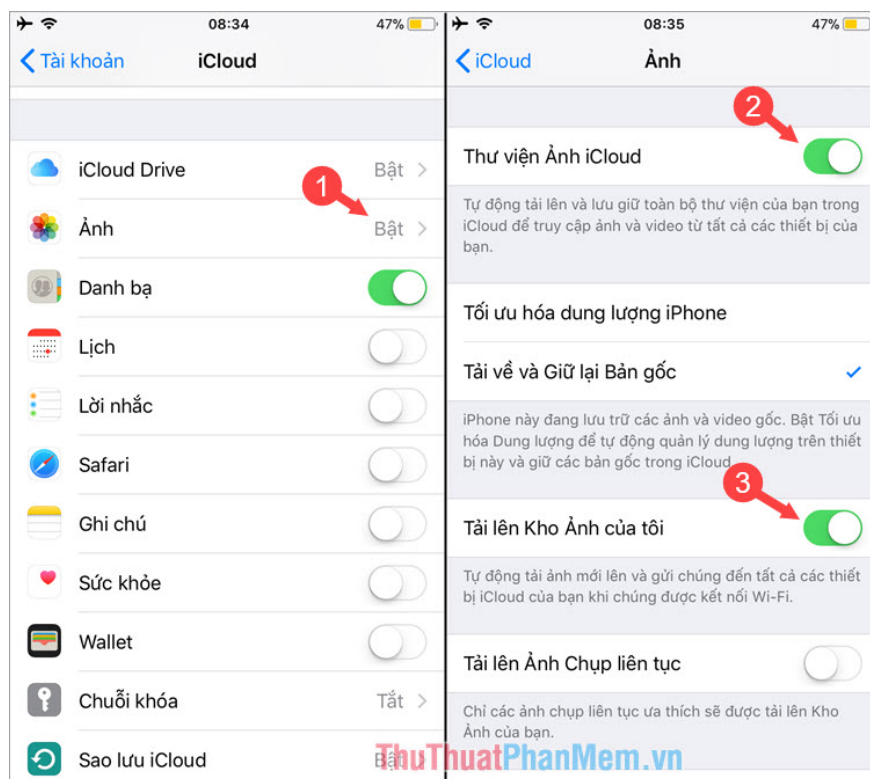 08:34
47%
Tài khoản
iCloud
iCloud Drive
Bật
1
Ảnh
Bật
Danh bạ
Lịch
Lời nhắc
Safari
Ghi chú
Sức khỏe
Wallet
Chuỗi khóa
Tắt
Sao lưu iCloud
Bật
08:35
47%
iCloud
Ảnh
2
Thư viện Ảnh iCloud
Tự động tải lên và lưu giữ toàn bộ thư viện của bạn trong
iCloud để truy cập ảnh và video từ tất cả các thiết bị của
bạn.
Tối ưu hóa dung lượng iPhone
Tải về và Giữ lại Bản gốc
iPhone này đang lưu trữ các ảnh và video gốc. Bật Tối ưu
hóa Dung lượng để tự động quản lý dung lượng trên thiết
bị này và giữ các bản gốc trong iCloud.
3
Tải lên Kho Ảnh của tôi
Tự động tải ảnh mới lên và gửi chúng đến tất cả các thiết
bị iCloud của bạn khi chúng được kết nối Wi-Fi.
Tải lên Ảnh Chụp liên tục
Chỉ các ảnh chụp liên tục ưa thích sẽ được tải lên Kho
Ảnh của bạn.
ThuThuatPhanMem.vn